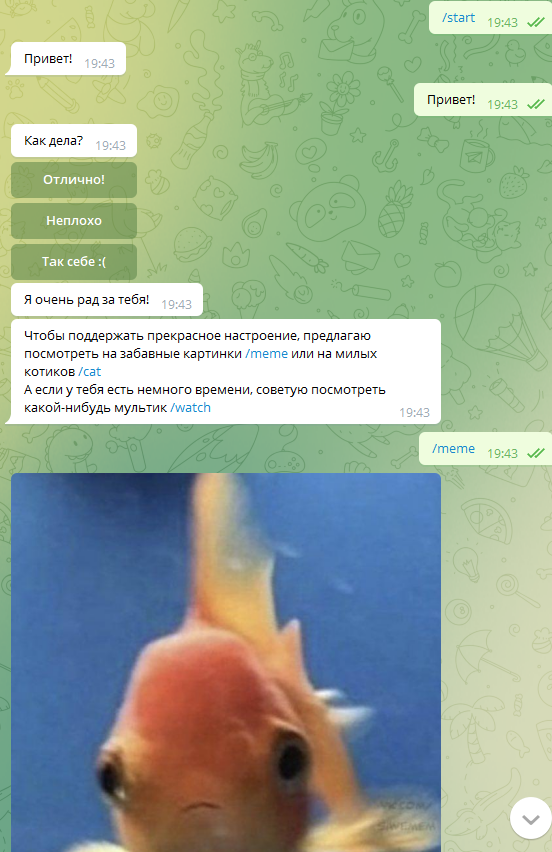 /start 19:43
Привет! 19:43
Привет! 19:43
Как дела? 19:43
Отлично!
Неплохо
Так себе :(
Я очень рад за тебя! 19:43
Чтобы поддержать прекрасное настроение, предлагаю
посмотреть на забавные картинки /meme или на милых
котиков /cat
А если у тебя есть немного времени, советую посмотреть
какой-нибудь мультик /watch
19:43
/meme 19:43